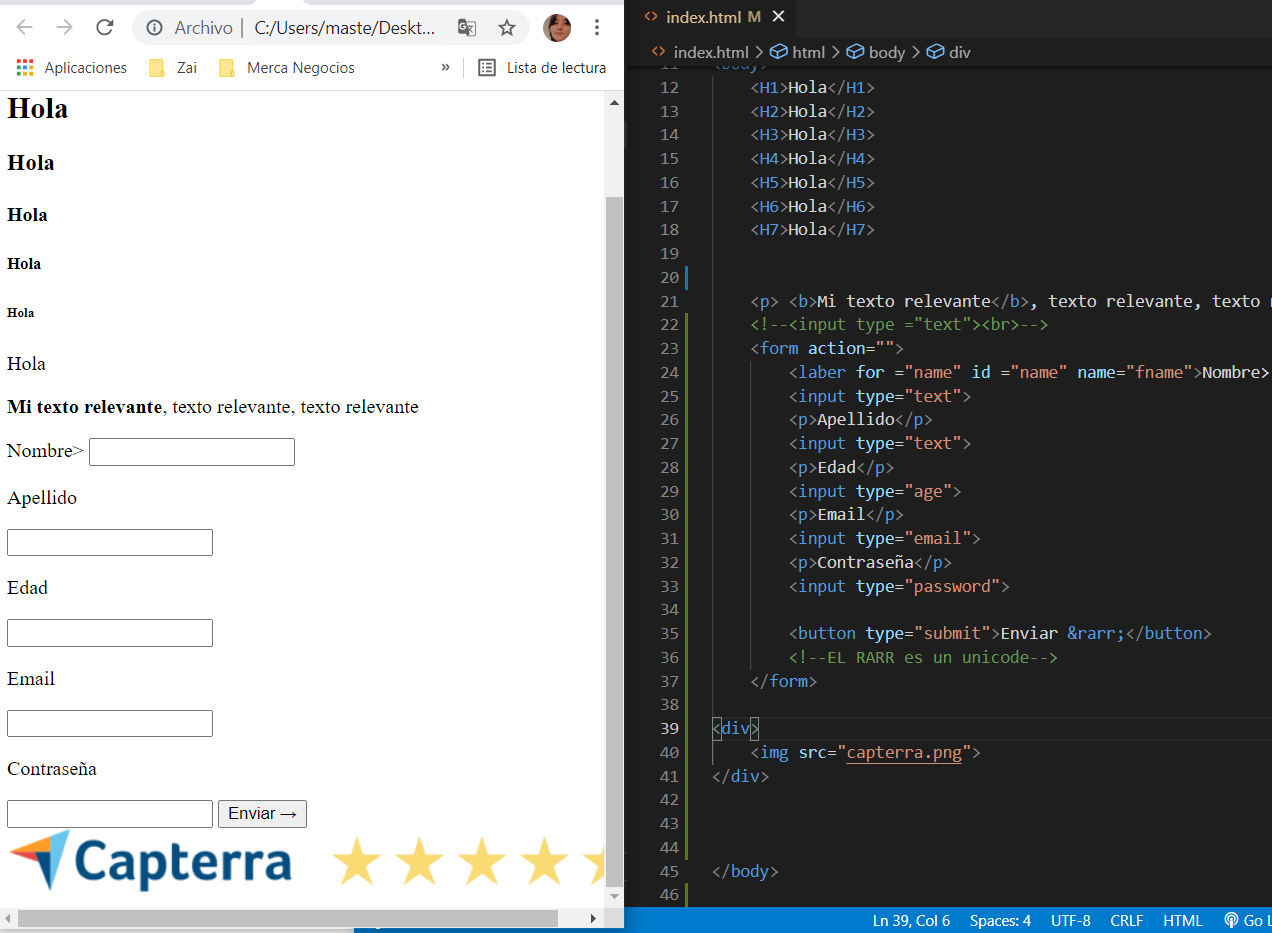 Archivo | C:/Users/maste/Deskt...
Aplicaciones Zai Merca Negocios » Lista de lectura
Hola
Hola
Hola
Hola
Hola
Hola
Mi texto relevante, texto relevante, texto relevante
Nombre>
Apellido
Edad
Email
Contraseña
Enviar →
Capterra
<> index.html M ×
<> index.html > html > body > div
11 <body>
12 <H1>Hola</H1>
13 <H2>Hola</H2>
14 <H3>Hola</H3>
15 <H4>Hola</H4>
16 <H5>Hola</H5>
17 <H6>Hola</H6>
18 <H7>Hola</H7>
19
20
21 <p> <b>Mi texto relevante</b>, texto relevante, texto
22 <!--<input type ="text"><br>-->
23 <form action="">
24 <laber for ="name" id ="name" name="fname">Nombre>
25 <input type="text">
26 <p>Apellido</p>
27 <input type="text">
28 <p>Edad</p>
29 <input type="age">
30 <p>Email</p>
31 <input type="email">
32 <p>Contraseña</p>
33 <input type="password">
34
35 <button type="submit">Enviar &rarr;</button>
36 <!--EL RARR es un unicode-->
37 </form>
38
39 <div>
40 <img src="capterra.png">
41 </div>
42
43
44
45 </body>
46
Ln 39, Col 6 Spaces: 4 UTF-8 CRLF HTML Go L